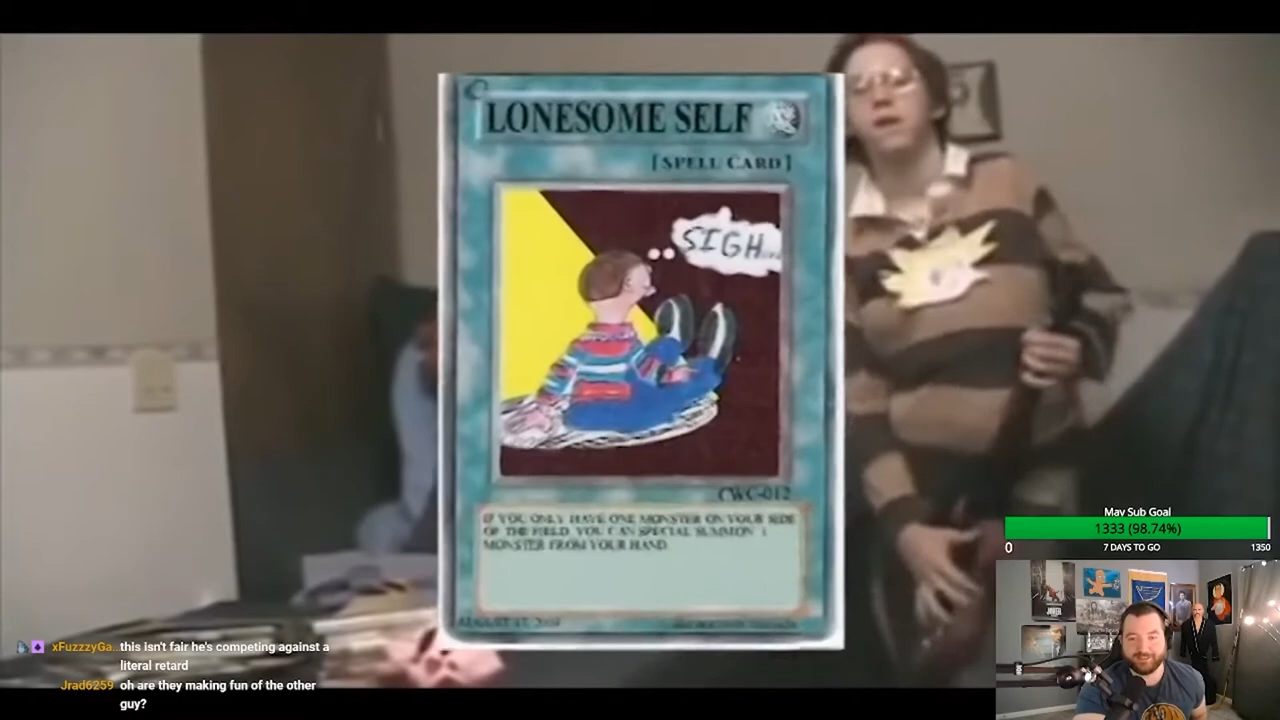 LONESOME SELF
[SPELL CARD]
SIGH...
CWC-012
IF YOU ONLY HAVE ONE MONSTER ON YOUR SIDE
OF THE FIELD, YOU CAN SPECIAL SUMMON 1
MONSTER FROM YOUR HAND
May Sub Goal
1333 (98.74%)
0 7 DAYS TO GO 1350
xFuzzzyGa... this isn't fair he's competing against a
literal retard
Jrad6259 oh are they making fun of the other
guy?